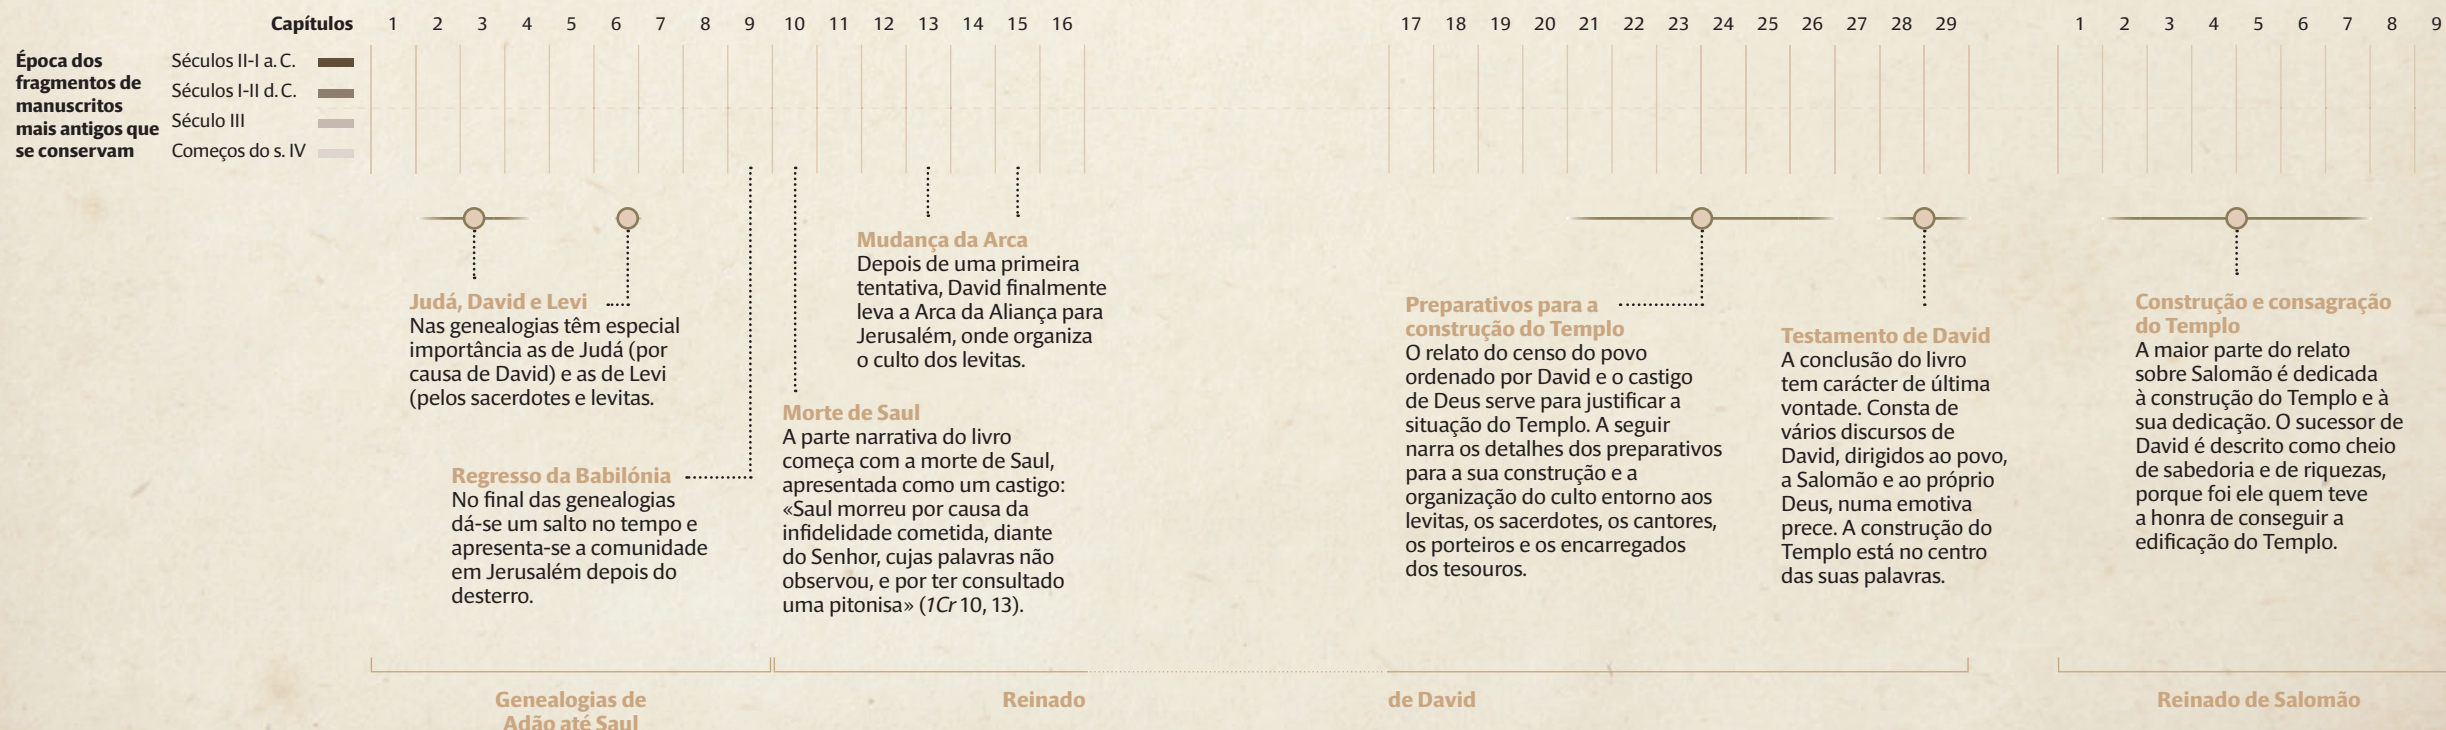 Capítulos 1 2 3 4 5 6 7 8 9 10 11 12 13 14 15 16 17 18 19 20 21 22 23 24 25 26 27 28 29 1 2 3 4 5 6 7 8 9
Época dos
fragmentos de
manuscritos
mais antigos que
se conservam
Séculos II-I a. C.
Séculos I-II d. C.
Século III
Começos do s. IV
Judá, David e Levi
Nas genealogias têm especial
importância as de Judá (por
causa de David) e as de Levi
(pelos sacerdotes e levitas.
Regresso da Babilónia
No final das genealogias
dá-se um salto no tempo e
apresenta-se a comunidade
em Jerusalém depois do
desterro.
Mudança da Arca
Depois de uma primeira
tentativa, David finalmente
leva a Arca da Aliança para
Jerusalém, onde organiza
o culto dos levitas.
Morte de Saul
A parte narrativa do livro
começa com a morte de Saul,
apresentada como um castigo:
«Saul morreu por causa da
infidelidade cometida, diante
do Senhor, cujas palavras não
observou, e por ter consultado
uma pitonisa» (1Cr 10, 13).
Preparativos para a
construção do Templo
O relato do censo do povo
ordenado por David e o castigo
de Deus serve para justificar a
situação do Templo. A seguir
narra os detalhes dos preparativos
para a sua construção e a
organização do culto entorno aos
levitas, os sacerdotes, os cantores,
os porteiros e os encarregados
dos tesouros.
Testamento de David
A conclusão do livro
tem carácter de última
vontade. Consta de
vários discursos de
David, dirigidos ao povo,
a Salomão e ao próprio
Deus, numa emotiva
prece. A construção do
Templo está no centro
das suas palavras.
Construção e consagração
do Templo
A maior parte do relato
sobre Salomão é dedicada
à construção do Templo e à
sua dedicação. O sucessor de
David é descrito como cheio
de sabedoria e de riquezas,
porque foi ele quem teve
a honra de conseguir a
edificação do Templo.
Genealogias de
Adão até Saul
Reinado
de David
Reinado de Salomão